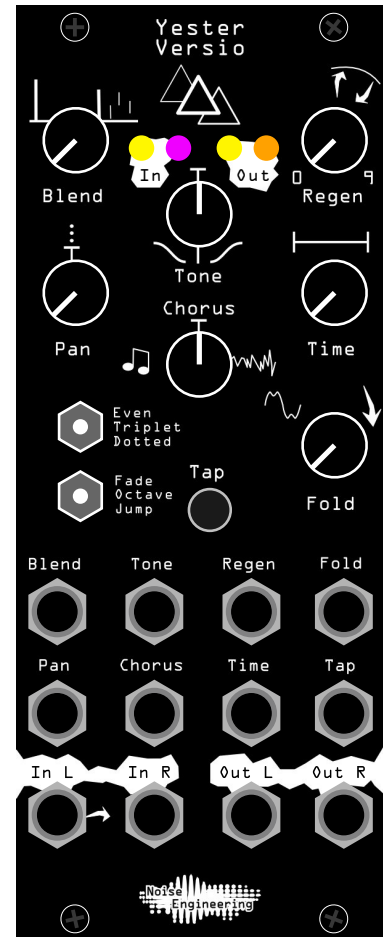 Yester
Versio
In
Out
Blend
0
9
Regen
Tone
Chorus
Pan
Time
Even
Triplet
Dotted
Fade
Octave
Jump
Tap
Fold
Blend Tone Regen Fold
Pan Chorus Time Tap
In L In R Out L Out R
Noise
Engineering